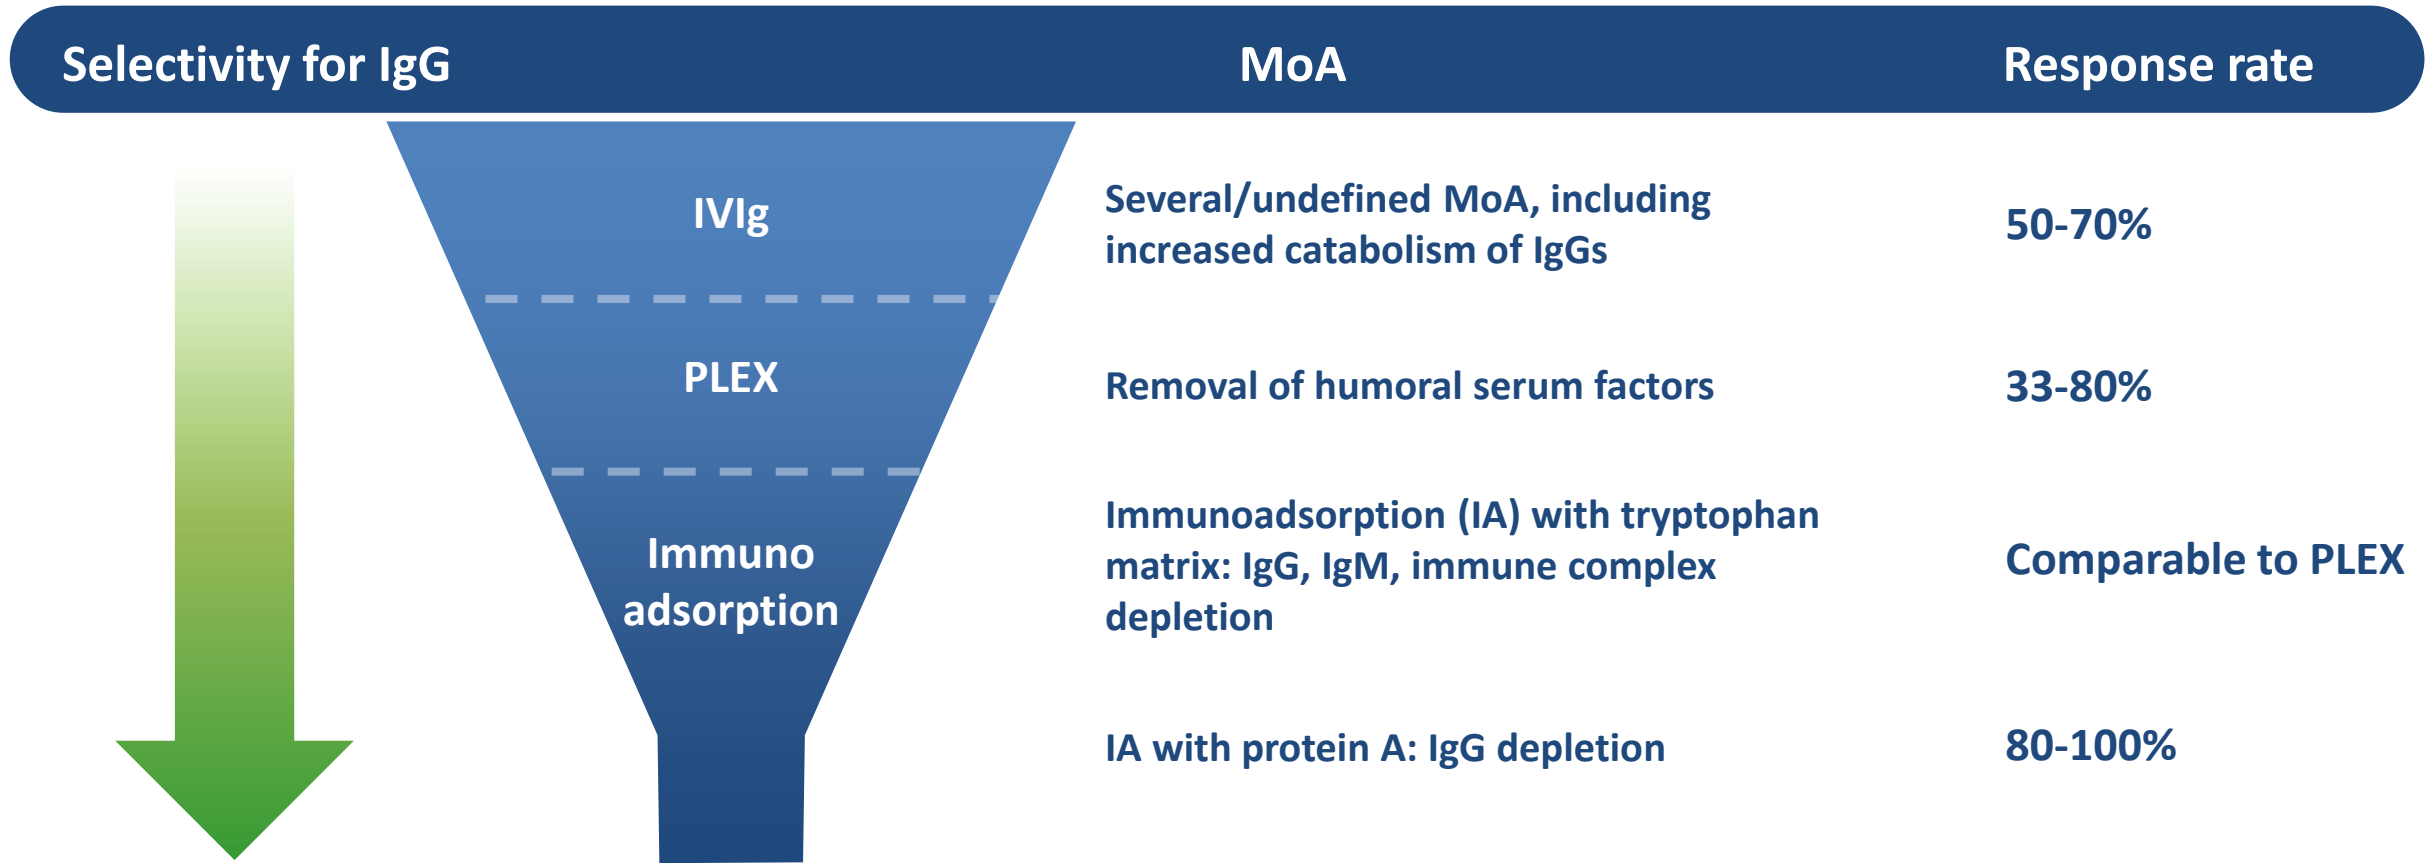 Selectivity for IgG
MoA
Response rate
IVIg
Several/undefined MoA, including
increased catabolism of IgGs
50-70%
PLEX
Removal of humoral serum factors
33-80%
Immuno
adsorption
Immunoadsorption (IA) with tryptophan
matrix: IgG, IgM, immune complex
depletion
Comparable to PLEX
IA with protein A: IgG depletion
80-100%